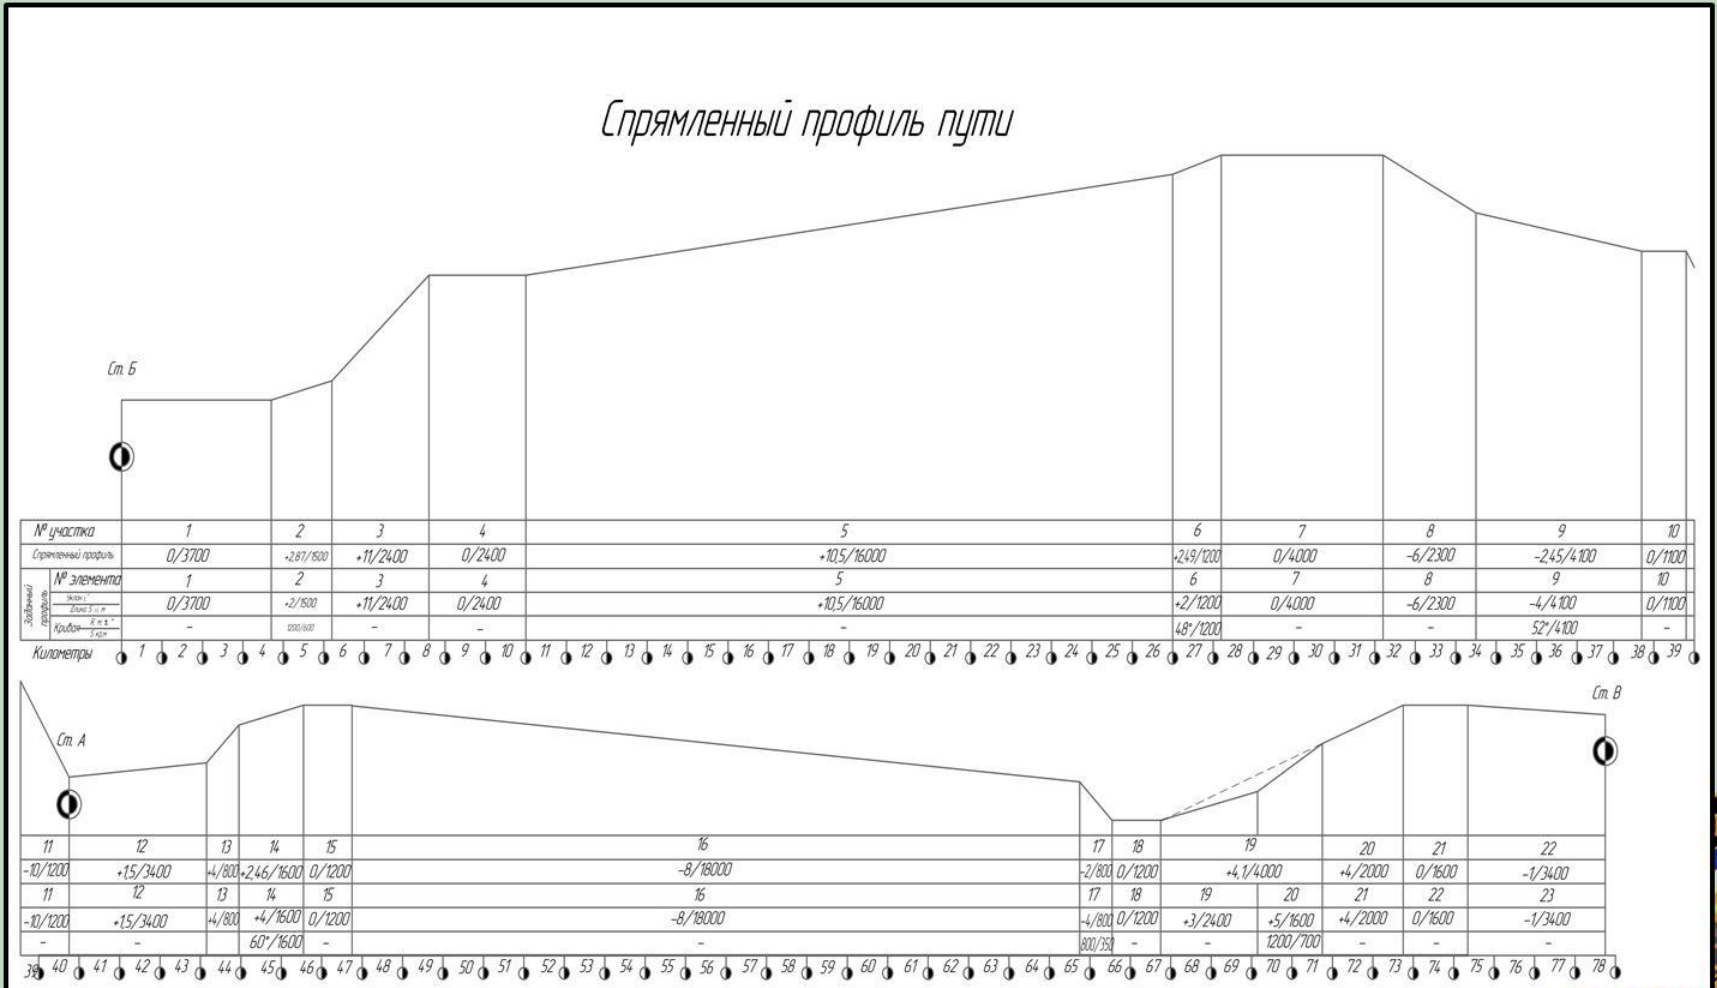 Спрямленный профиль пути
Ст. Б
№ участка 1 2 3 4 5 6 7 8 9 10
Спрямленный профиль 0/3700 +2,87/1500 +11/2400 0/2400 +10,5/16000 +2,49/1200 0/4000 -6/2300 -2,45/4100 0/1100
Заданный профиль
№ элемента 1 2 3 4 5 6 7 8 9 10
Уклон i ° 0/3700 +2/1500 +11/2400 0/2400 +10,5/16000 +2/1200 0/4000 -6/2300 -4/4100 0/1100
Длина S м
Кривая R м, ° - 1200/600 - - - 48°/1200 - - 52°/4100 -
S кр,м
Километры 1 2 3 4 5 6 7 8 9 10 11 12 13 14 15 16 17 18 19 20 21 22 23 24 25 26 27 28 29 30 31 32 33 34 35 36 37 38 39
Ст. В
Ст. А
11 12 13 14 15 16 17 18 19 20 21 22
-10/1200 +1,5/3400 +4/800 +2,46/1600 0/1200 -8/18000 -2/800 0/1200 +4,1/4000 +4/2000 0/1600 -1/3400
11 12 13 14 15 16 17 18 19 20 21 22 23
-10/1200 +1,5/3400 +4/800 +4/1600 0/1200 -8/18000 -4/800 0/1200 +3/2400 +5/1600 +4/2000 0/1600 -1/3400
- - 60°/1600 - - 800/350 - - 1200/700 - - -
39 40 41 42 43 44 45 46 47 48 49 50 51 52 53 54 55 56 57 58 59 60 61 62 63 64 65 66 67 68 69 70 71 72 73 74 75 76 77 78